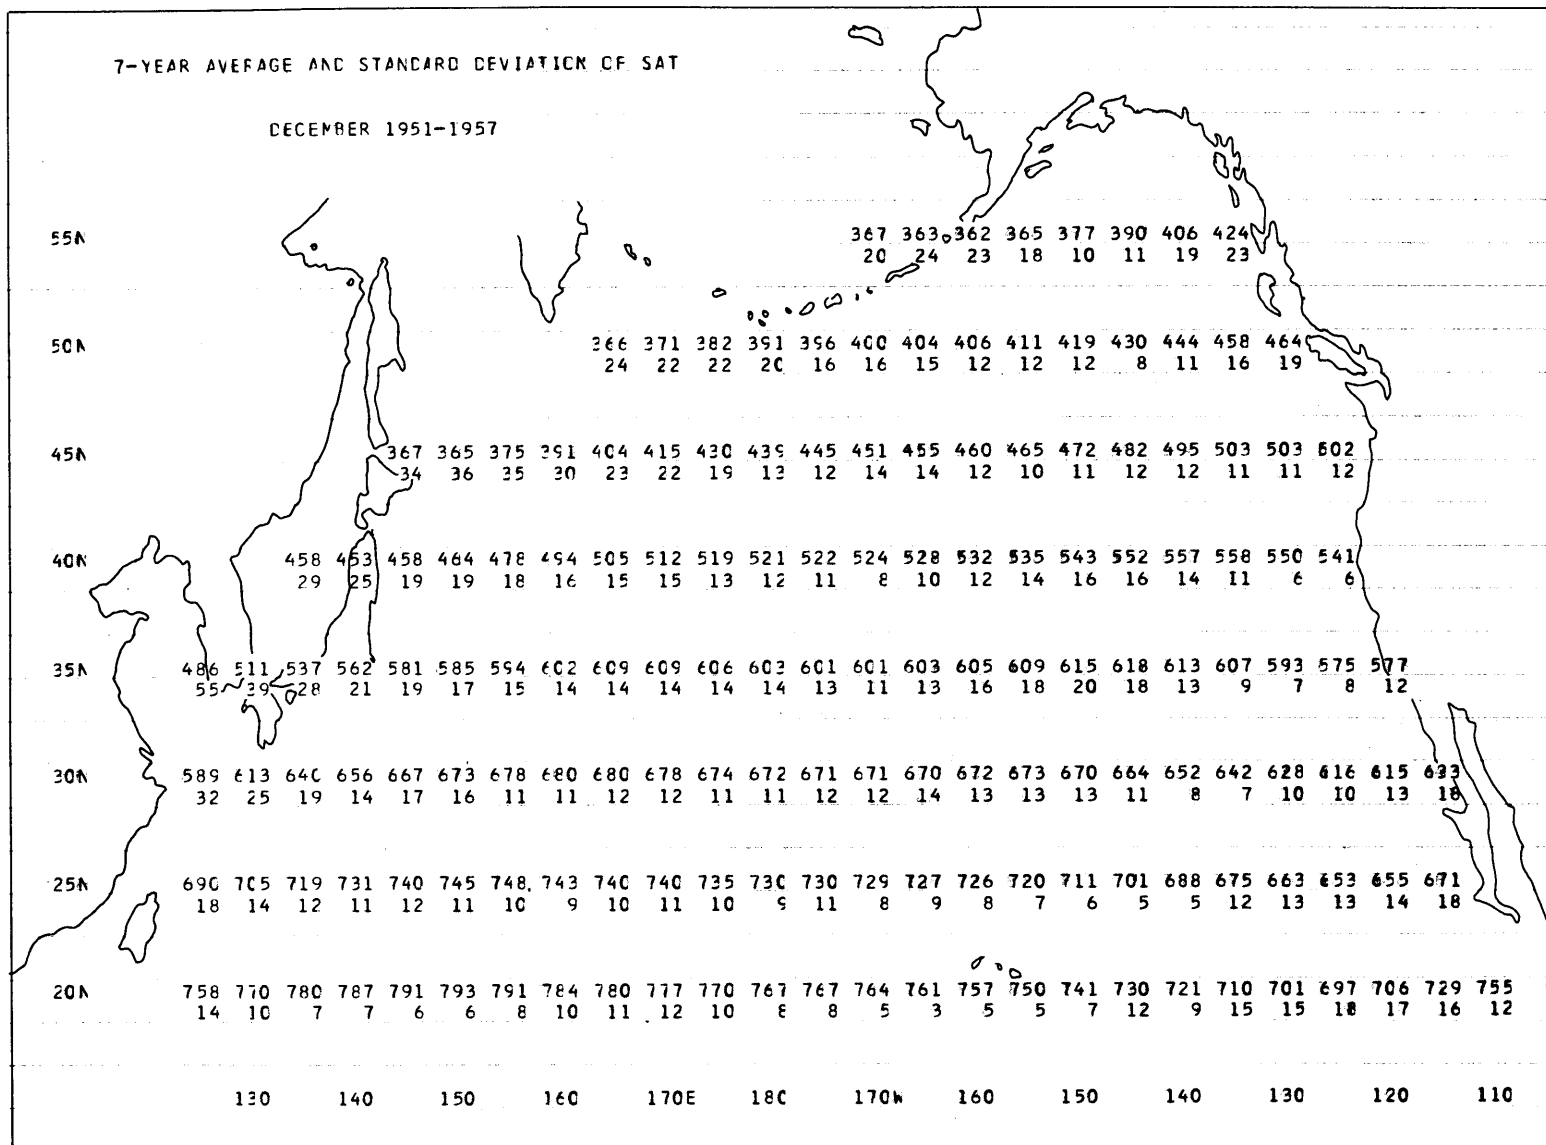 7-YEAR AVERAGE AND STANDARD DEVIATION OF SAT
DECEMBER 1951-1957
55N 367 363 362 365 377 390 406 424
20 24 23 18 10 11 19 23
50N 366 371 382 391 396 400 404 406 411 419 430 444 458 464
24 22 22 20 16 16 15 12 12 12 8 11 16 19
45N 367 365 375 391 404 415 430 439 445 451 455 460 465 472 482 495 503 503 502
34 36 35 30 23 22 19 13 12 14 14 12 10 11 12 12 11 11 12
40N 458 453 458 464 478 494 505 512 519 521 522 524 528 532 535 543 552 557 558 550 541
29 25 19 19 18 16 15 15 13 12 11 8 10 12 14 16 16 14 11 6 6
35N 486 511 537 562 581 585 594 602 609 609 606 603 601 601 603 605 609 615 618 613 607 593 575 577
55 39 28 21 19 17 15 14 14 14 14 14 13 11 13 16 18 20 18 13 9 7 8 12
30N 589 613 640 656 667 673 678 680 680 678 674 672 671 671 670 672 673 670 664 652 642 628 616 615 633
32 25 19 14 17 16 11 11 12 12 11 11 12 12 14 13 13 13 11 8 7 10 10 13 18
25N 690 705 719 731 740 745 748 743 740 740 735 730 730 729 727 726 720 711 701 688 675 663 653 655 671
18 14 12 11 12 11 10 9 10 11 10 9 11 8 9 8 7 6 5 5 12 13 13 14 18
20N 758 770 780 787 791 793 791 784 780 777 770 767 767 764 761 757 750 741 730 721 710 701 697 706 729 755
14 10 7 7 6 6 8 10 11 12 10 8 8 5 3 5 5 7 12 9 15 15 18 17 16 12
130 140 150 160 170E 180 170W 160 150 140 130 120 110